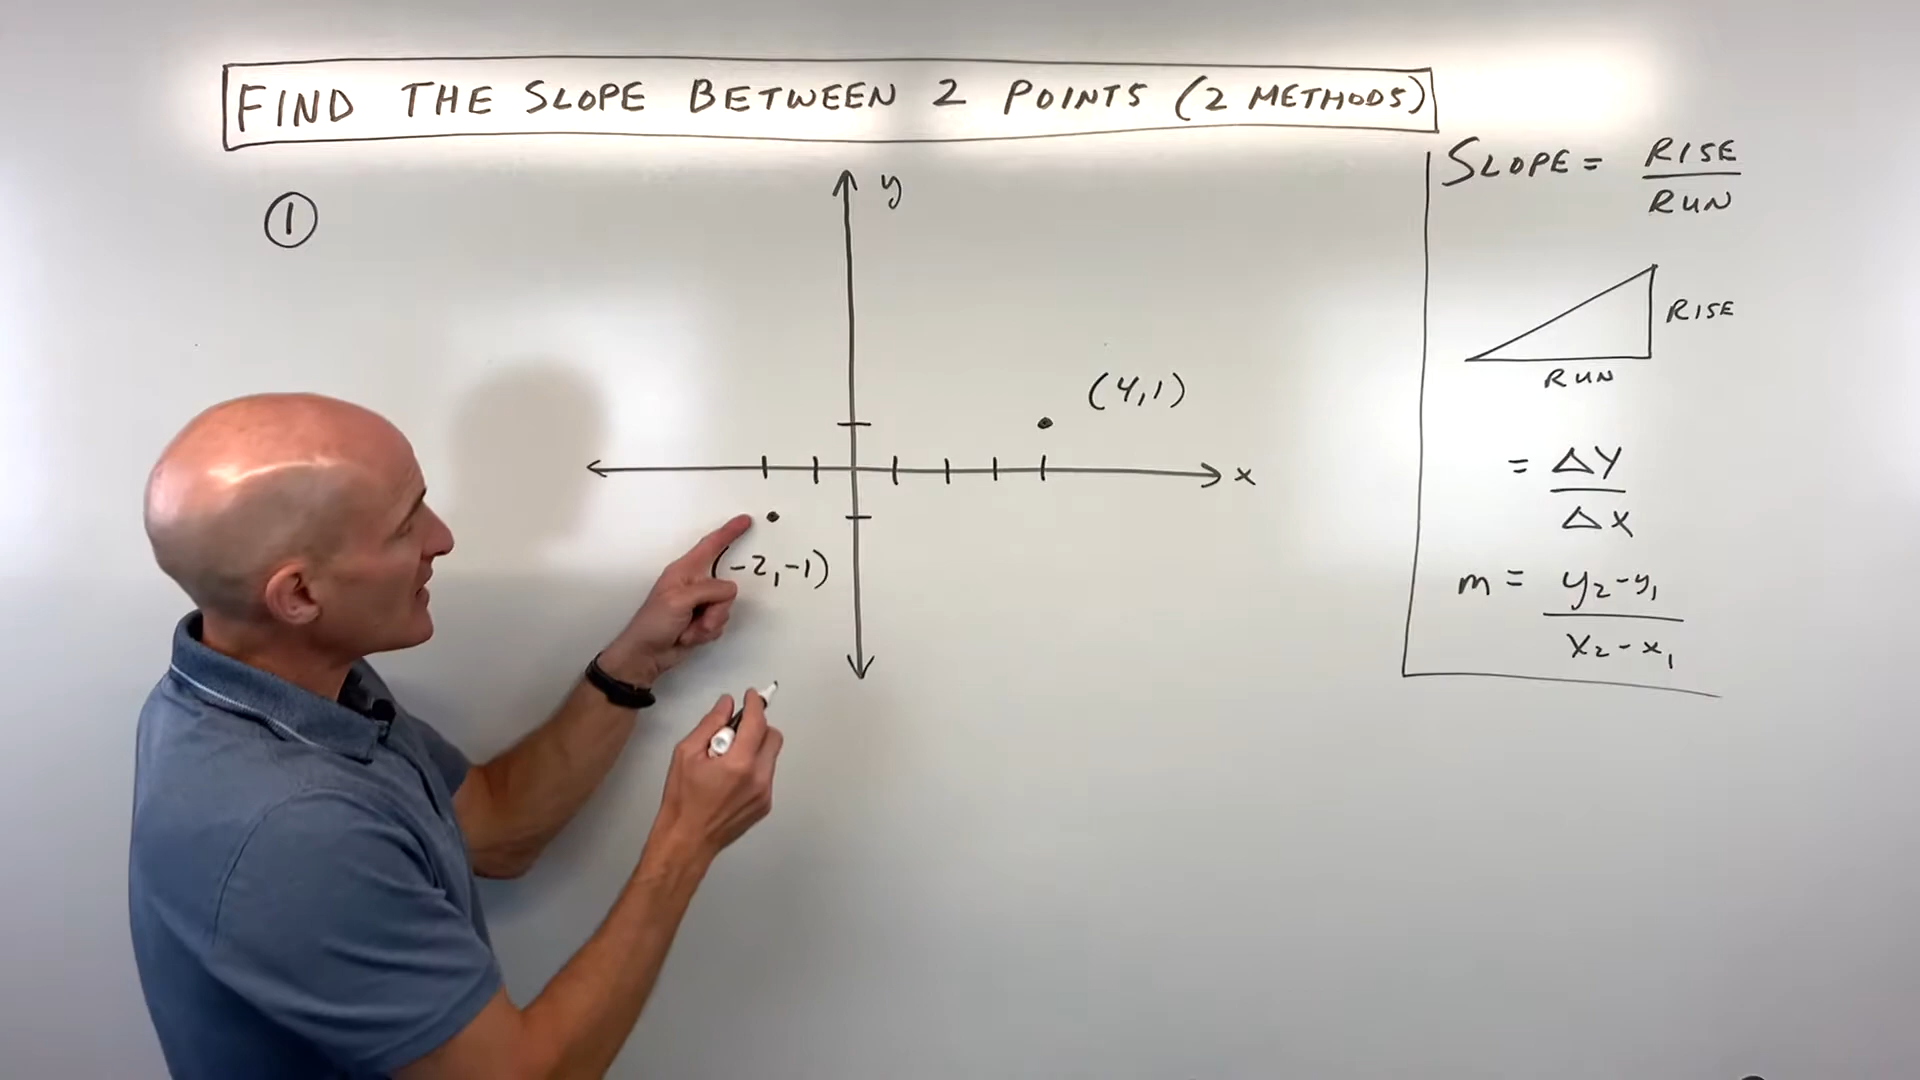 FIND THE SLOPE BETWEEN 2 POINTS (2 METHODS)
①
y
(4,1)
x
(-2,-1)
SLOPE = RISE
RUN
RISE
RUN
= ΔY
ΔX
m = y₂-y₁
x₂-x₁